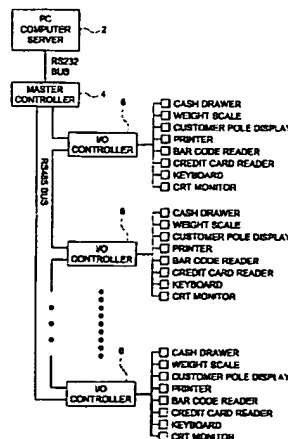 PC
COMPUTER
SERVER
2
RS232
BUS
MASTER
CONTROLLER
4
RS485 BUS
6
I/O
CONTROLLER
CASH DRAWER
WEIGHT SCALE
CUSTOMER POLE DISPLAY
PRINTER
BAR CODE READER
CREDIT CARD READER
KEYBOARD
CRT MONITOR
6
I/O
CONTROLLER
CASH DRAWER
WEIGHT SCALE
CUSTOMER POLE DISPLAY
PRINTER
BAR CODE READER
CREDIT CARD READER
KEYBOARD
CRT MONITOR
6
I/O
CONTROLLER
CASH DRAWER
WEIGHT SCALE
CUSTOMER POLE DISPLAY
PRINTER
BAR CODE READER
CREDIT CARD READER
KEYBOARD
CRT MONITOR